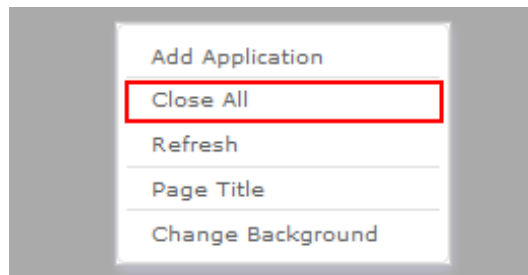 Add Application
Close All
Refresh
Page Title
Change Background